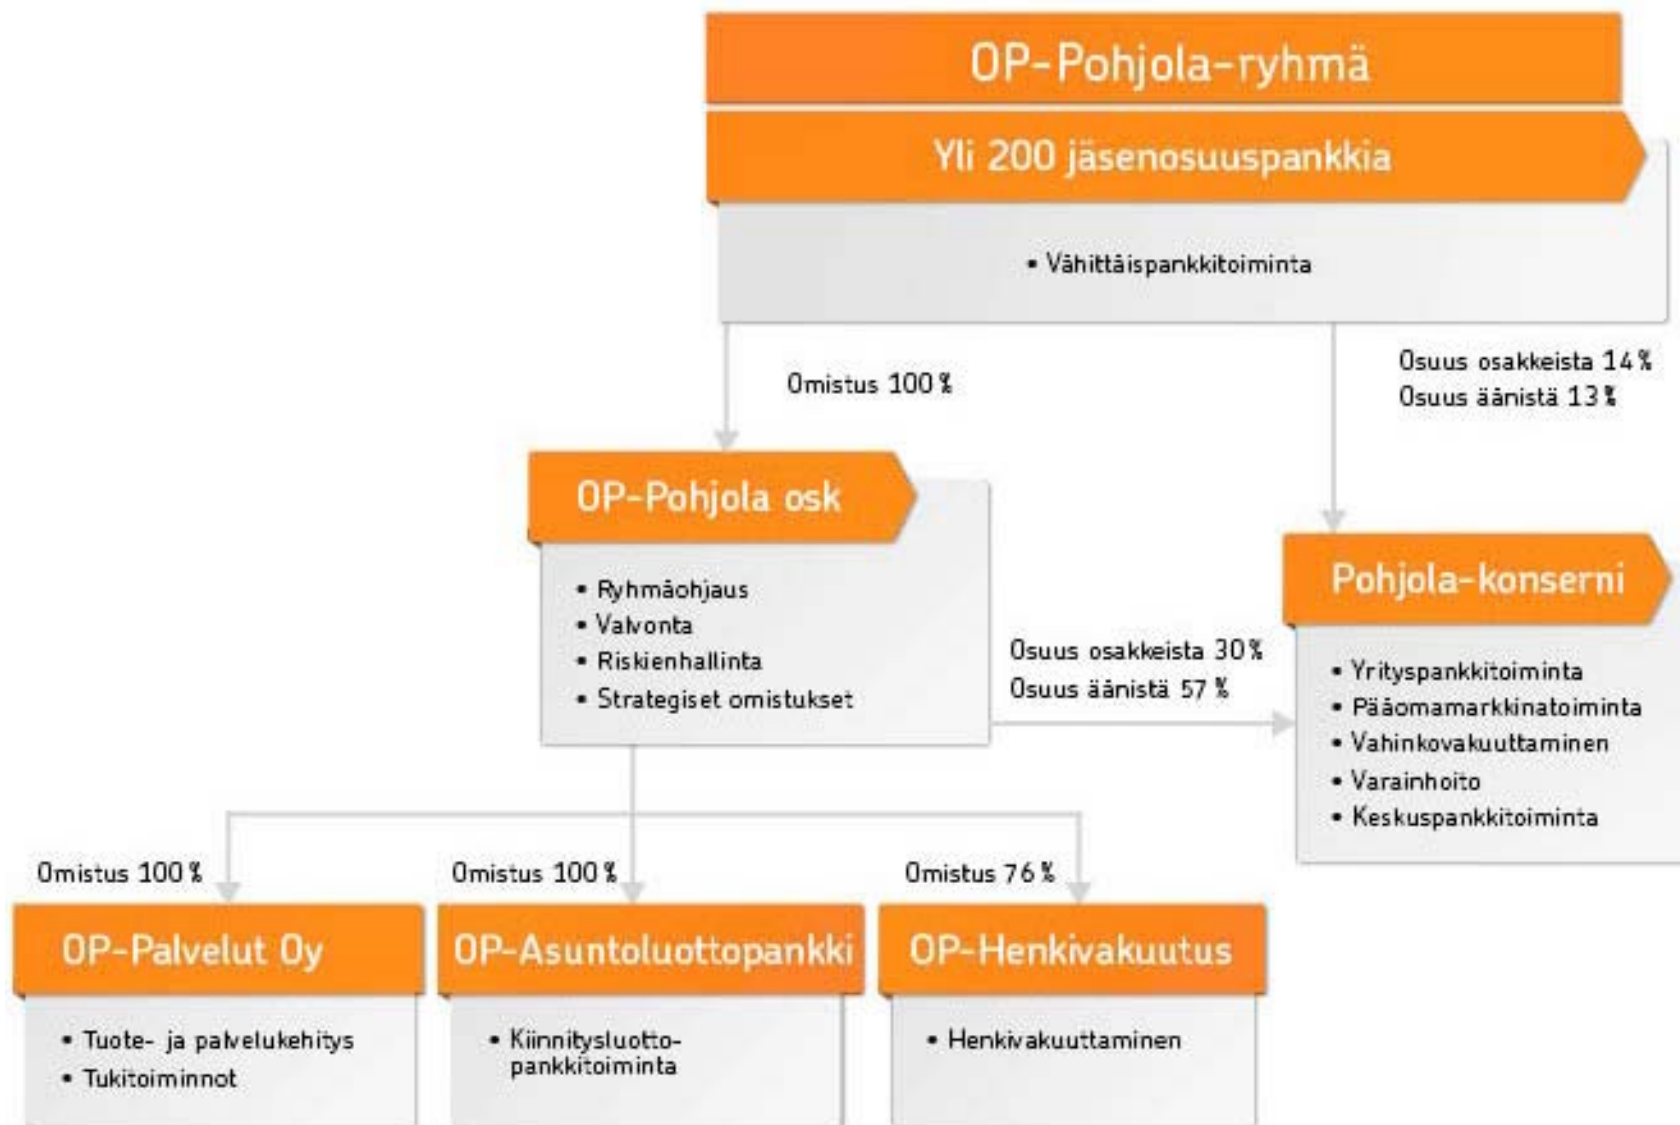 OP-Pohjola-ryhmä
Yli 200 jäsenosuuspankkia
• Vähittäispankkitoiminta
Omistus 100 %
Osuus osakkeista 14 %
Osuus äänistä 13 %
OP-Pohjola osk
• Ryhmäohjaus
• Valvonta
• Riskienhallinta
• Strategiset omistukset
Osuus osakkeista 30 %
Osuus äänistä 57 %
Pohjola-konserni
• Yrityspankkitoiminta
• Pääomamarkkinatoiminta
• Vahinkovakuuttaminen
• Varainhoito
• Keskuspankkitoiminta
Omistus 100 %
OP-Palvelut Oy
• Tuote- ja palvelukehitys
• Tukitoiminnot
Omistus 100 %
OP-Asuntoluottopankki
• Kiinnitysluotto-
pankkitoiminta
Omistus 76 %
OP-Henkivakuutus
• Henkivakuuttaminen